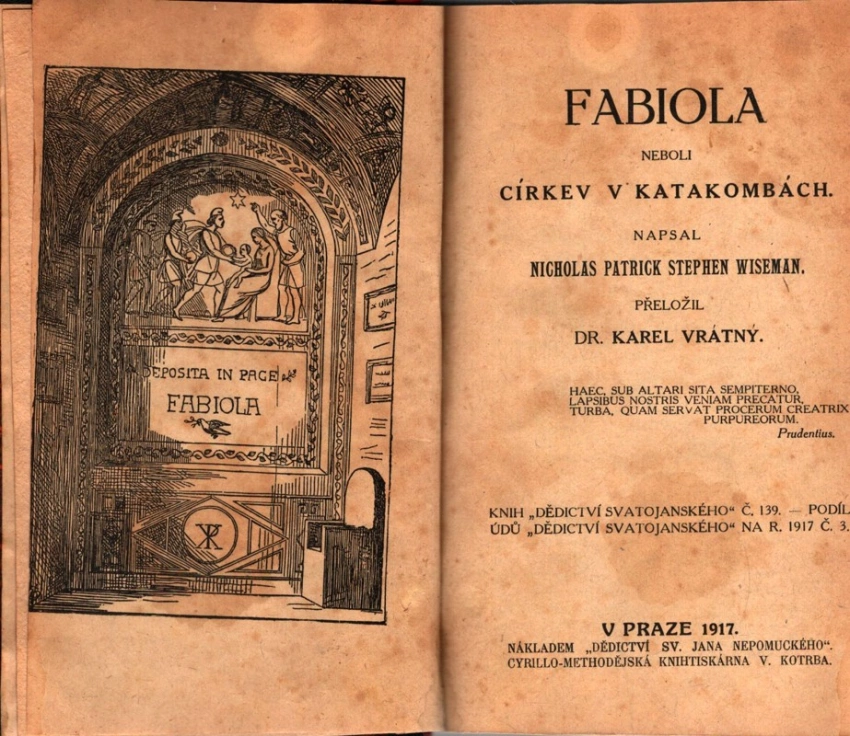 DEPOSITA IN PACE
FABIOLA
FABIOLA
NEBOLI
CÍRKEV V KATAKOMBÁCH.
NAPSAL
NICHOLAS PATRICK STEPHEN WISEMAN.
PŘELOŽIL
DR. KAREL VRÁTNÝ.
HAEC, SUB ALTARI SITA SEMPITERNO,
LAPSIBUS NOSTRIS VENIAM PRECATUR,
TURBA, QUAM SERVAT PROCERUM CREATRIX
PURPUREORUM.
Prudentius.
KNIH „DĚDICTVÍ SVATOJANSKÉHO“ Č. 139. — PODÍL
ÚDŮ „DĚDICTVÍ SVATOJANSKÉHO“ NA R. 1917 Č. 3.
V PRAZE 1917.
NÁKLADEM „DĚDICTVÍ SV. JANA NEPOMUCKÉHO“.
CYRILLO-METHODĚJSKÁ KNIHTISKÁRNA V. KOTRBA.